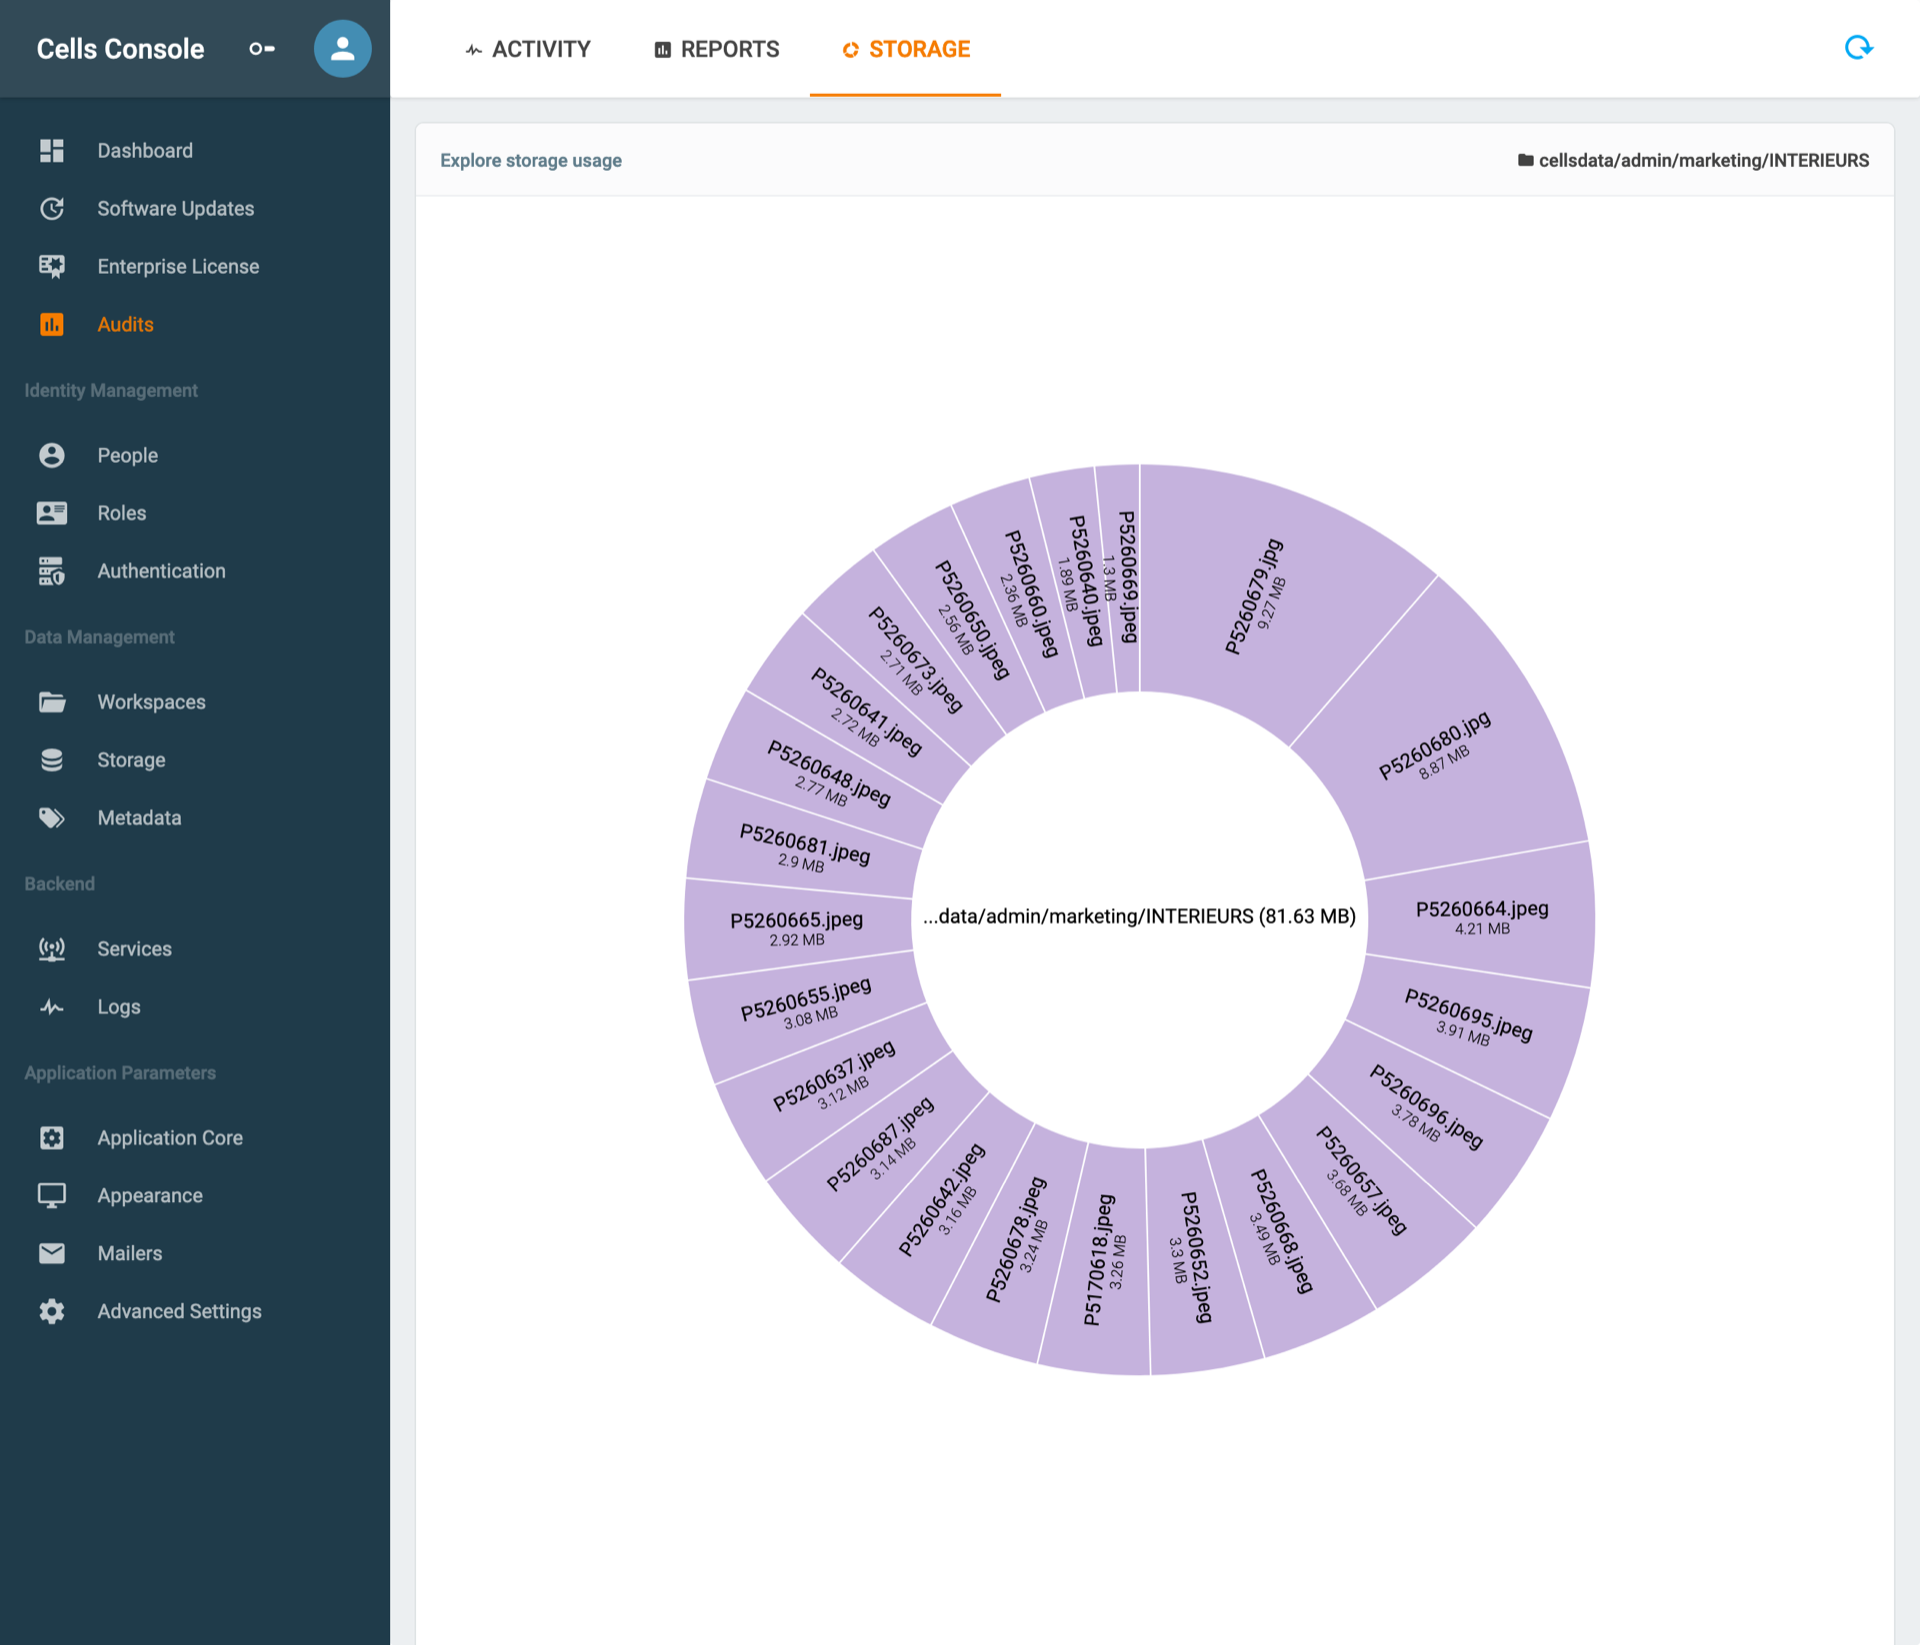 Cells Console
ACTIVITY
REPORTS
STORAGE
Dashboard
Software Updates
Enterprise License
Audits
Identity Management
People
Roles
Authentication
Data Management
Workspaces
Storage
Metadata
Backend
Services
Logs
Application Parameters
Application Core
Appearance
Mailers
Advanced Settings
Explore storage usage
cellsdata/admin/marketing/INTERIEURS
P5260679.jpg
9.27 MB
P5260680.jpg
8.87 MB
P5260664.jpeg
4.21 MB
P5260695.jpeg
3.91 MB
P5260696.jpeg
3.78 MB
P5260657.jpeg
3.68 MB
P5260668.jpeg
3.49 MB
P5260652.jpeg
3.3 MB
P5170618.jpeg
3.26 MB
P5260678.jpeg
3.24 MB
P5260642.jpeg
3.16 MB
P5260687.jpeg
3.14 MB
P5260637.jpeg
3.12 MB
P5260655.jpeg
3.08 MB
P5260665.jpeg
2.92 MB
P5260681.jpeg
2.9 MB
P5260648.jpeg
2.77 MB
P5260641.jpeg
2.72 MB
P5260673.jpeg
2.71 MB
P5260650.jpeg
2.56 MB
P5260660.jpeg
2.36 MB
P5260640.jpeg
1.89 MB
P5260669.jpeg
1.3 MB
...data/admin/marketing/INTERIEURS (81.63 MB)